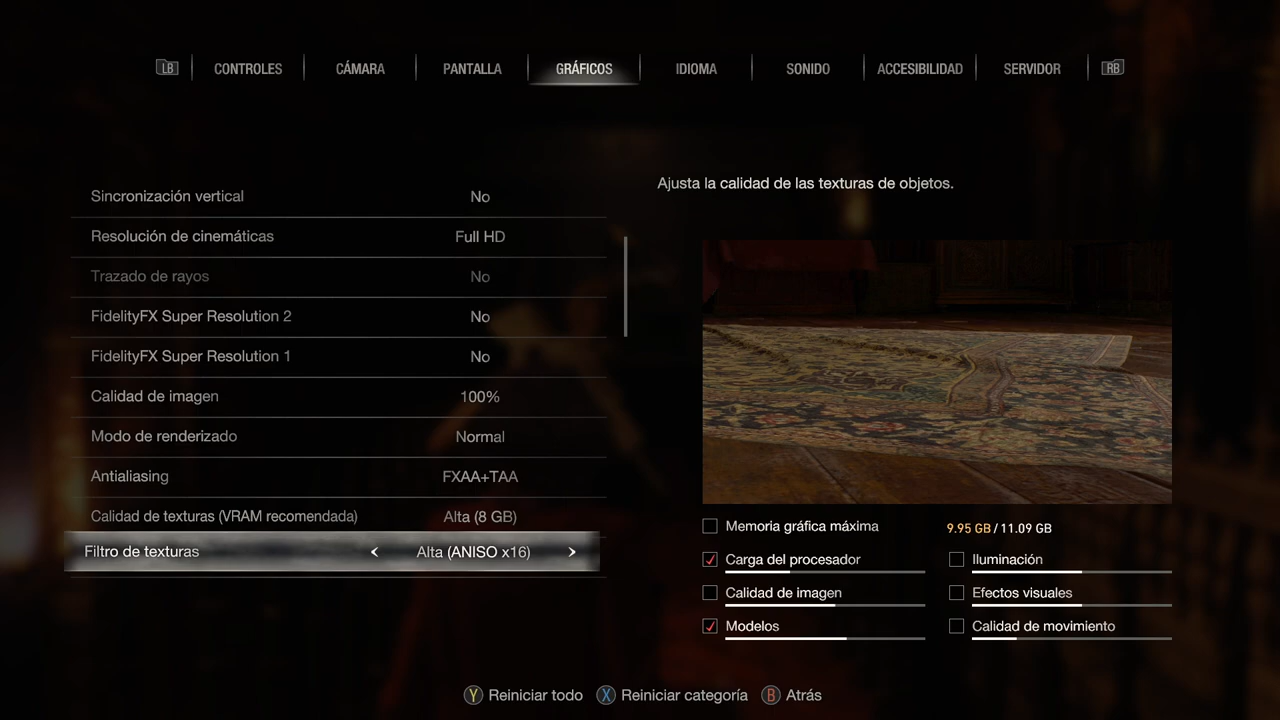 LB CONTROLES CÁMARA PANTALLA GRÁFICOS IDIOMA SONIDO ACCESIBILIDAD SERVIDOR RB
Sincronización vertical No
Resolución de cinemáticas Full HD
Trazado de rayos No
FidelityFX Super Resolution 2 No
FidelityFX Super Resolution 1 No
Calidad de imagen 100%
Modo de renderizado Normal
Antialiasing FXAA+TAA
Calidad de texturas (VRAM recomendada) Alta (8 GB)
Filtro de texturas Alta (ANISO x16)
Ajusta la calidad de las texturas de objetos.
Memoria gráfica máxima 9.95 GB / 11.09 GB
Carga del procesador Iluminación
Calidad de imagen Efectos visuales
Modelos Calidad de movimiento
Y Reiniciar todo X Reiniciar categoría B Atrás